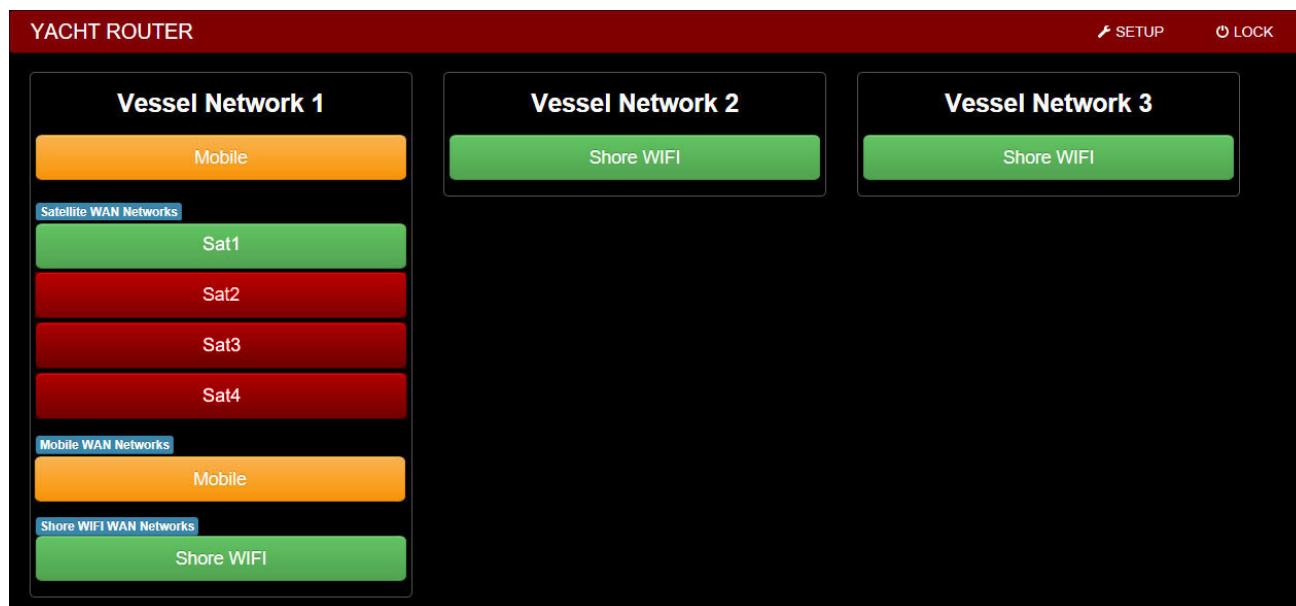 YACHT ROUTER
SETUP
LOCK
Vessel Network 1
Mobile
Satellite WAN Networks
Sat1
Sat2
Sat3
Sat4
Mobile WAN Networks
Mobile
Shore WIFI WAN Networks
Shore WIFI
Vessel Network 2
Shore WIFI
Vessel Network 3
Shore WIFI